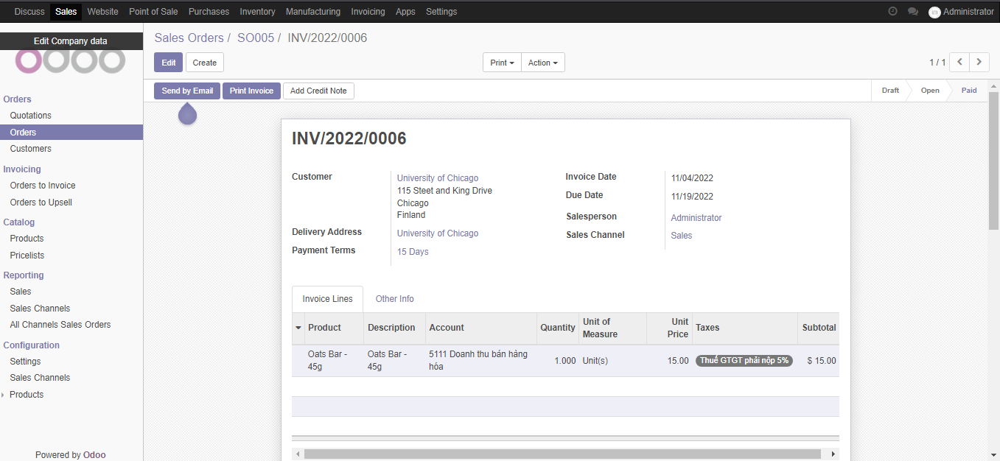 Discuss Sales Website Point of Sale Purchases Inventory Manufacturing Invoicing Apps Settings Administrator
Edit Company data
odoo
Orders
Quotations
Orders
Customers
Invoicing
Orders to Invoice
Orders to Upsell
Catalog
Products
Pricelists
Reporting
Sales
Sales Channels
All Channels Sales Orders
Configuration
Settings
Sales Channels
Products
Powered by Odoo
Sales Orders / SO005 / INV/2022/0006
Edit Create Print Action 1 / 1
Send by Email Print Invoice Add Credit Note Draft Open Paid
INV/2022/0006
Customer
University of Chicago
115 Steet and King Drive
Chicago
Finland
Delivery Address University of Chicago
Payment Terms 15 Days
Invoice Date 11/04/2022
Due Date 11/19/2022
Salesperson Administrator
Sales Channel Sales
Invoice Lines Other Info
Product Description Account Quantity Unit of Measure Unit Price Taxes Subtotal
Oats Bar - 45g Oats Bar - 45g 5111 Doanh thu bán hàng hóa 1.000 Unit(s) 15.00 Thuế GTGT phải nộp 5% $ 15.00